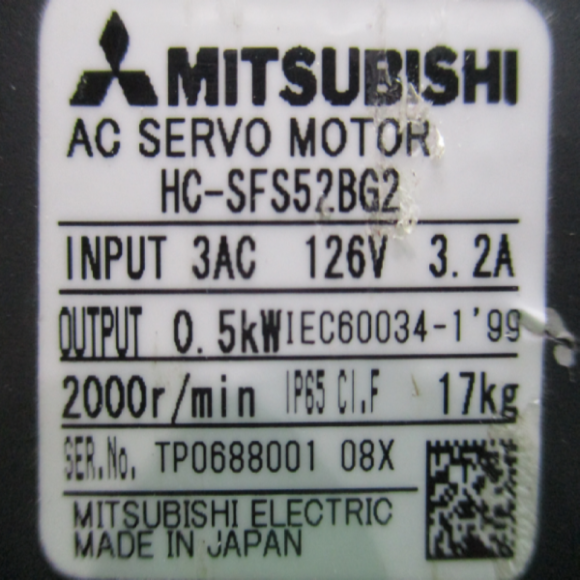 MITSUBISHI
AC SERVO MOTOR
HC-SFS52BG2
INPUT 3AC 126V 3.2A
OUTPUT 0.5kW IEC60034-1'99
2000r/min IP65 CI.F 17kg
SER.No. TP0688001 08X
MITSUBISHI ELECTRIC
MADE IN JAPAN